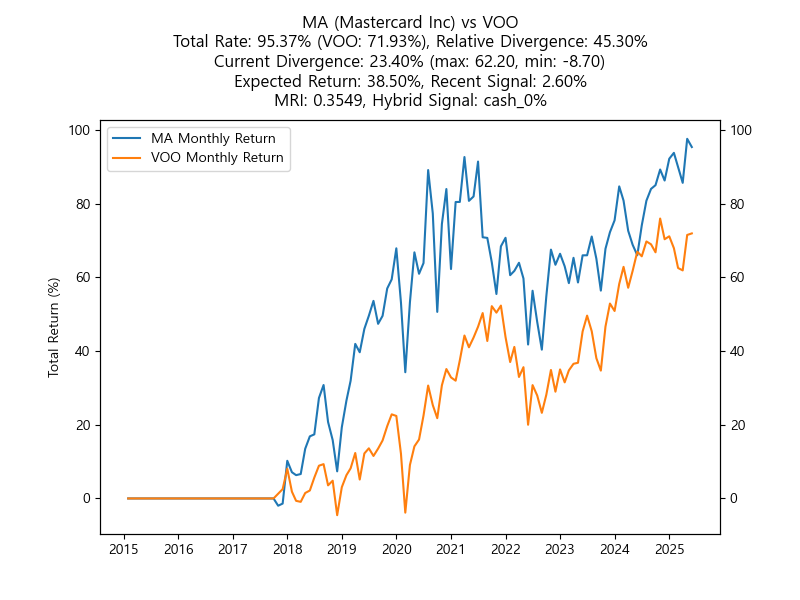 MA (Mastercard Inc) vs VOO
Total Rate: 95.37% (VOO: 71.93%), Relative Divergence: 45.30%
Current Divergence: 23.40% (max: 62.20, min: -8.70)
Expected Return: 38.50%, Recent Signal: 2.60%
MRI: 0.3549, Hybrid Signal: cash_0%
MA Monthly Return
VOO Monthly Return
Total Return (%)
100
80
60
40
20
0
100
80
60
40
20
0
2015 2016 2017 2018 2019 2020 2021 2022 2023 2024 2025